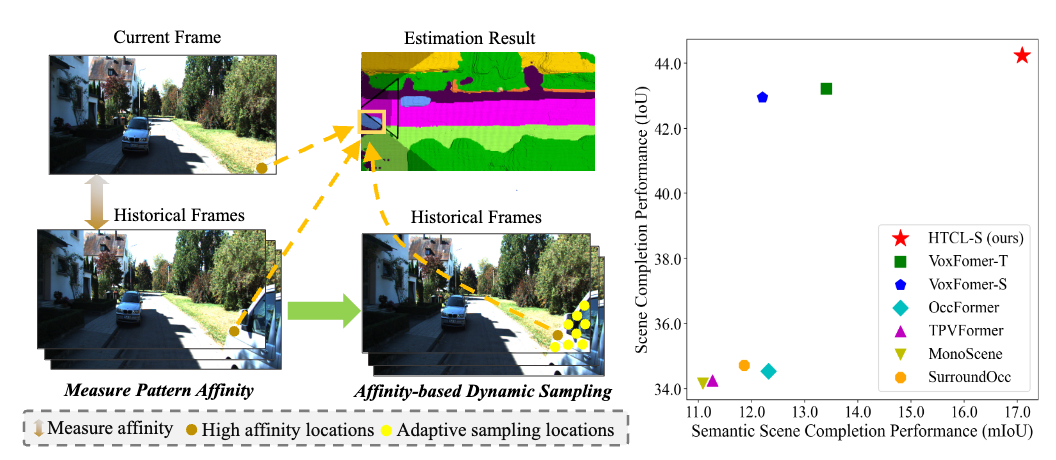 Current Frame
Estimation Result
Historical Frames
Historical Frames
Measure Pattern Affinity
Affinity-based Dynamic Sampling
Measure affinity
High affinity locations
Adaptive sampling locations
Scene Completion Performance (IoU)
44.0
42.0
40.0
38.0
36.0
34.0
HTCL-S (ours)
VoxFomer-T
VoxFomer-S
OccFormer
TPVFormer
MonoScene
SurroundOcc
11.0 12.0 13.0 14.0 15.0 16.0 17.0
Semantic Scene Completion Performance (mIoU)